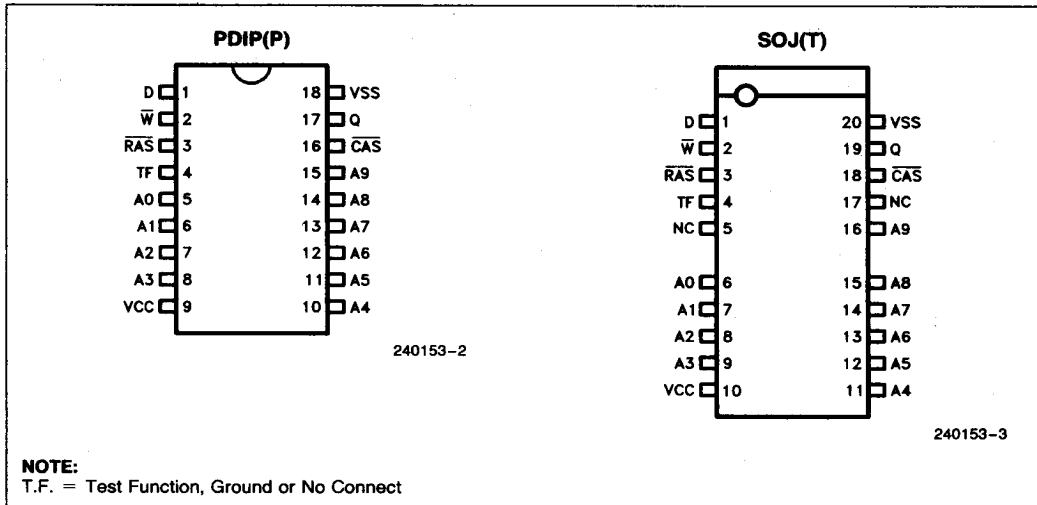 PDIP(P)
D 1 18 VSS
W̅ 2 17 Q
R̅A̅S̅ 3 16 C̅A̅S̅
TF 4 15 A9
A0 5 14 A8
A1 6 13 A7
A2 7 12 A6
A3 8 11 A5
VCC 9 10 A4
240153-2
SOJ(T)
D 1 20 VSS
W̅ 2 19 Q
R̅A̅S̅ 3 18 C̅A̅S̅
TF 4 17 NC
NC 5 16 A9
A0 6 15 A8
A1 7 14 A7
A2 8 13 A6
A3 9 12 A5
VCC 10 11 A4
240153-3
NOTE:
T.F. = Test Function, Ground or No Connect